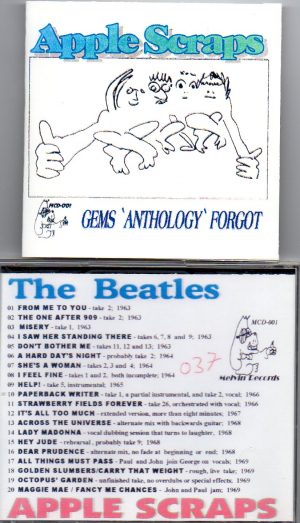 Apple Scraps
MCD-001
GEMS `ANTHOLOGY` FORGOT
The Beatles
01 FROM ME TO YOU - take 2; 1963
02 THE ONE AFTER 909 - take 2; 1963
03 MISERY - take 1, 1963
04 I SAW HER STANDING THERE - takes 6, 7, 8 and 9; 1963
05 DON'T BOTHER ME - takes 11, 12 and 13; 1963
06 A HARD DAY'S NIGHT - probably take 2; 1964
07 SHE'S A WOMAN - takes 2, 3 and 4; 1964
08 I FEEL FINE - takes 1 and 2. both incomplete; 1964
09 HELP! - take 5, instrumental; 1965
10 PAPERBACK WRITER - take 1, a partial instrumental, and take 2, vocal; 1966
11 STRAWBERRY FIELDS FOREVER - take 26, orchestrated with vocal; 1966
12 IT'S ALL TOO MUCH - extended version, more than eight minutes; 1967
13 ACROSS THE UNIVERSE - alternate mix with backwards guitar; 1968
14 LADY MADONNA - vocal dubbing session that turns to laughter, 1968
15 HEY JUDE - rehearsal, probably take 9; 1968
16 DEAR PRUDENCE - alternate mix, no fade at beginning or end; 1968
17 ALL THINGS MUST PASS - Paul and John join George on vocals; 1969
18 GOLDEN SLUMBERS/CARRY THAT WEIGHT - rough, live take; 1969
19 OCTOPUS' GARDEN - unfinished take, no overdubs or special effects; 1969
20 MAGGIE MAE / FANCY ME CHANCES - John and Paul jam; 1969
MCD-001
Melvin Records
037
APPLE SCRAPS